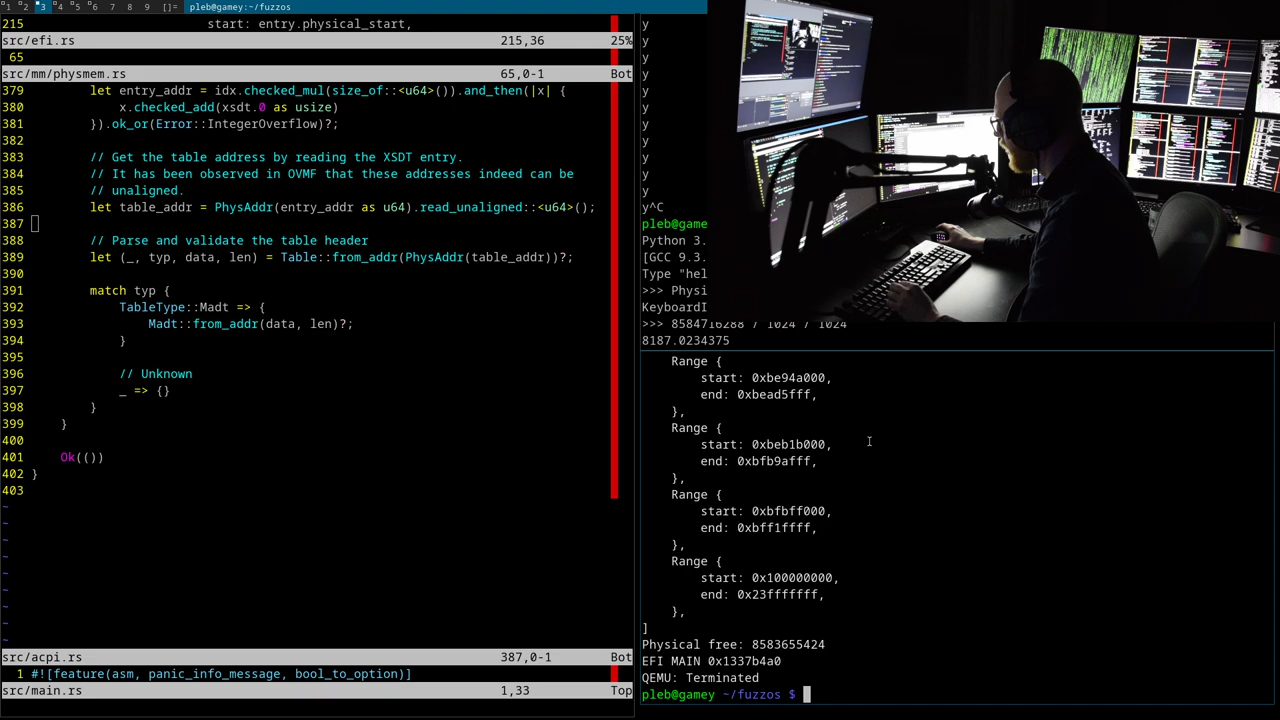 1 2 3 4 5 6 7 8 9 []= pleb@gamey:~/fuzzos
215                         start: entry.physical_start,
src/efi.rs 215,36 25%
65
src/mm/physmem.rs 65,0-1 Bot
379         let entry_addr = idx.checked_mul(size_of::<u64>()).and_then(|x| {
380             x.checked_add(xsdt.0 as usize)
381         }).ok_or(Error::IntegerOverflow)?;
382
383         // Get the table address by reading the XSDT entry.
384         // It has been observed in OVMF that these addresses indeed can be
385         // unaligned.
386         let table_addr = PhysAddr(entry_addr as u64).read_unaligned::<u64>();
387
388         // Parse and validate the table header
389         let (_, typ, data, len) = Table::from_addr(PhysAddr(table_addr))?;
390
391         match typ {
392             TableType::Madt => {
393                 Madt::from_addr(data, len)?;
394             }
395
396             // Unknown
397             _ => {}
398         }
399     }
400
401     Ok(())
402 }
403
~
~
~
~
~
~
~
~
~
src/acpi.rs 387,0-1 Bot
1 #![feature(asm, panic_info_message, bool_to_option)]
src/main.rs 1,33 Top
y
y
y
y
y
y
y
y
y
y
y
y^C
pleb@game
Python 3.
[GCC 9.3.
Type "hel
>>> Physi
KeyboardI
>>> 8584716288 / 1024 / 1024
8187.0234375
    Range {
        start: 0xbe94a000,
        end: 0xbead5fff,
    },
    Range {
        start: 0xbeb1b000,
        end: 0xbfb9afff,
    },
    Range {
        start: 0xbfbff000,
        end: 0xbff1ffff,
    },
    Range {
        start: 0x100000000,
        end: 0x23fffffff,
    },
]
Physical free: 8583655424
EFI MAIN 0x1337b4a0
QEMU: Terminated
pleb@gamey ~/fuzzos $